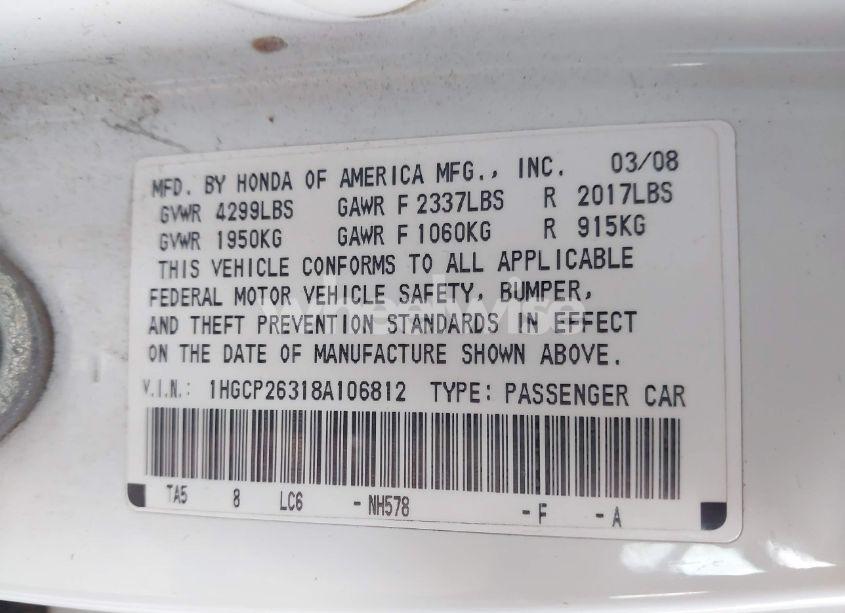 MFD. BY HONDA OF AMERICA MFG., INC. 03/08
GVWR 4299LBS GAWR F 2337LBS R 2017LBS
GVWR 1950KG GAWR F 1060KG R 915KG
THIS VEHICLE CONFORMS TO ALL APPLICABLE
FEDERAL MOTOR VEHICLE SAFETY, BUMPER,
AND THEFT PREVENTION STANDARDS IN EFFECT
ON THE DATE OF MANUFACTURE SHOWN ABOVE.
V.I.N.: 1HGCP26318A106812 TYPE: PASSENGER CAR
TA5 8 LC6 -NH578 -F -A
wheelwise